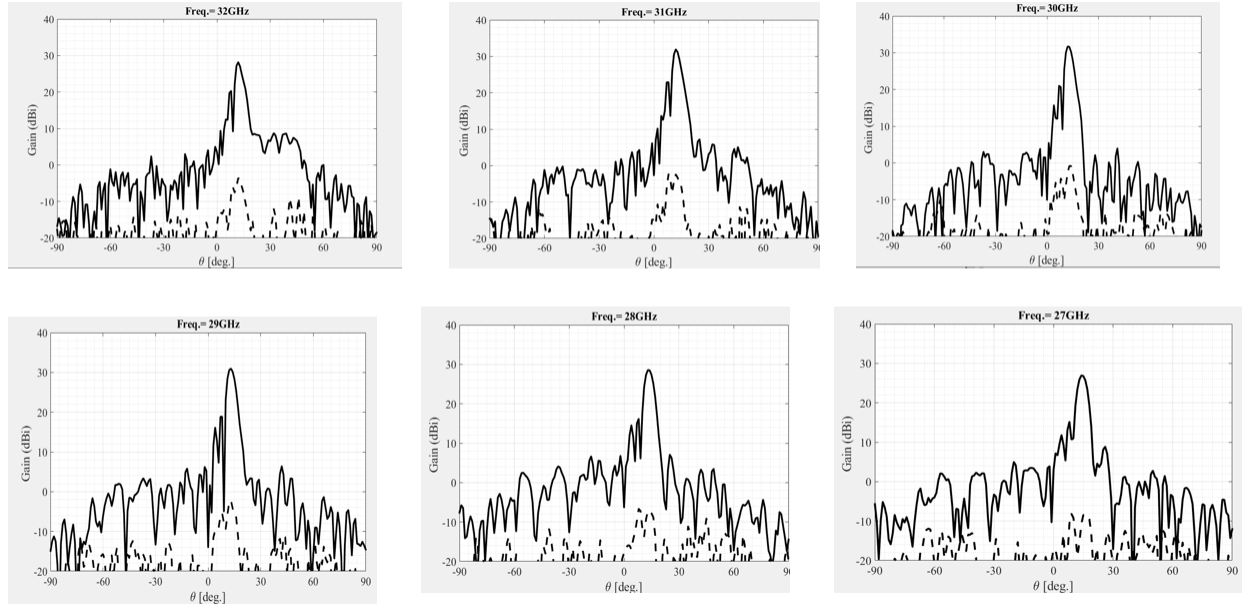 Freq.= 32GHz
40
30
20
10
0
-10
-20
Gain (dBi)
-90 -60 -30 0 30 60 90
θ [deg.]
Freq.= 31GHz
40
30
20
10
0
-10
-20
Gain (dBi)
-90 -60 -30 0 30 60 90
θ [deg.]
Freq.= 30GHz
40
30
20
10
0
-10
-20
Gain (dBi)
-90 -60 -30 0 30 60 90
θ [deg.]
Freq.= 29GHz
40
30
20
10
0
-10
-20
Gain (dBi)
-90 -60 -30 0 30 60 90
θ [deg.]
Freq.= 28GHz
40
30
20
10
0
-10
-20
Gain (dBi)
-90 -60 -30 0 30 60 90
θ [deg.]
Freq.= 27GHz
40
30
20
10
0
-10
-20
Gain (dBi)
-90 -60 -30 0 30 60 90
θ [deg.]